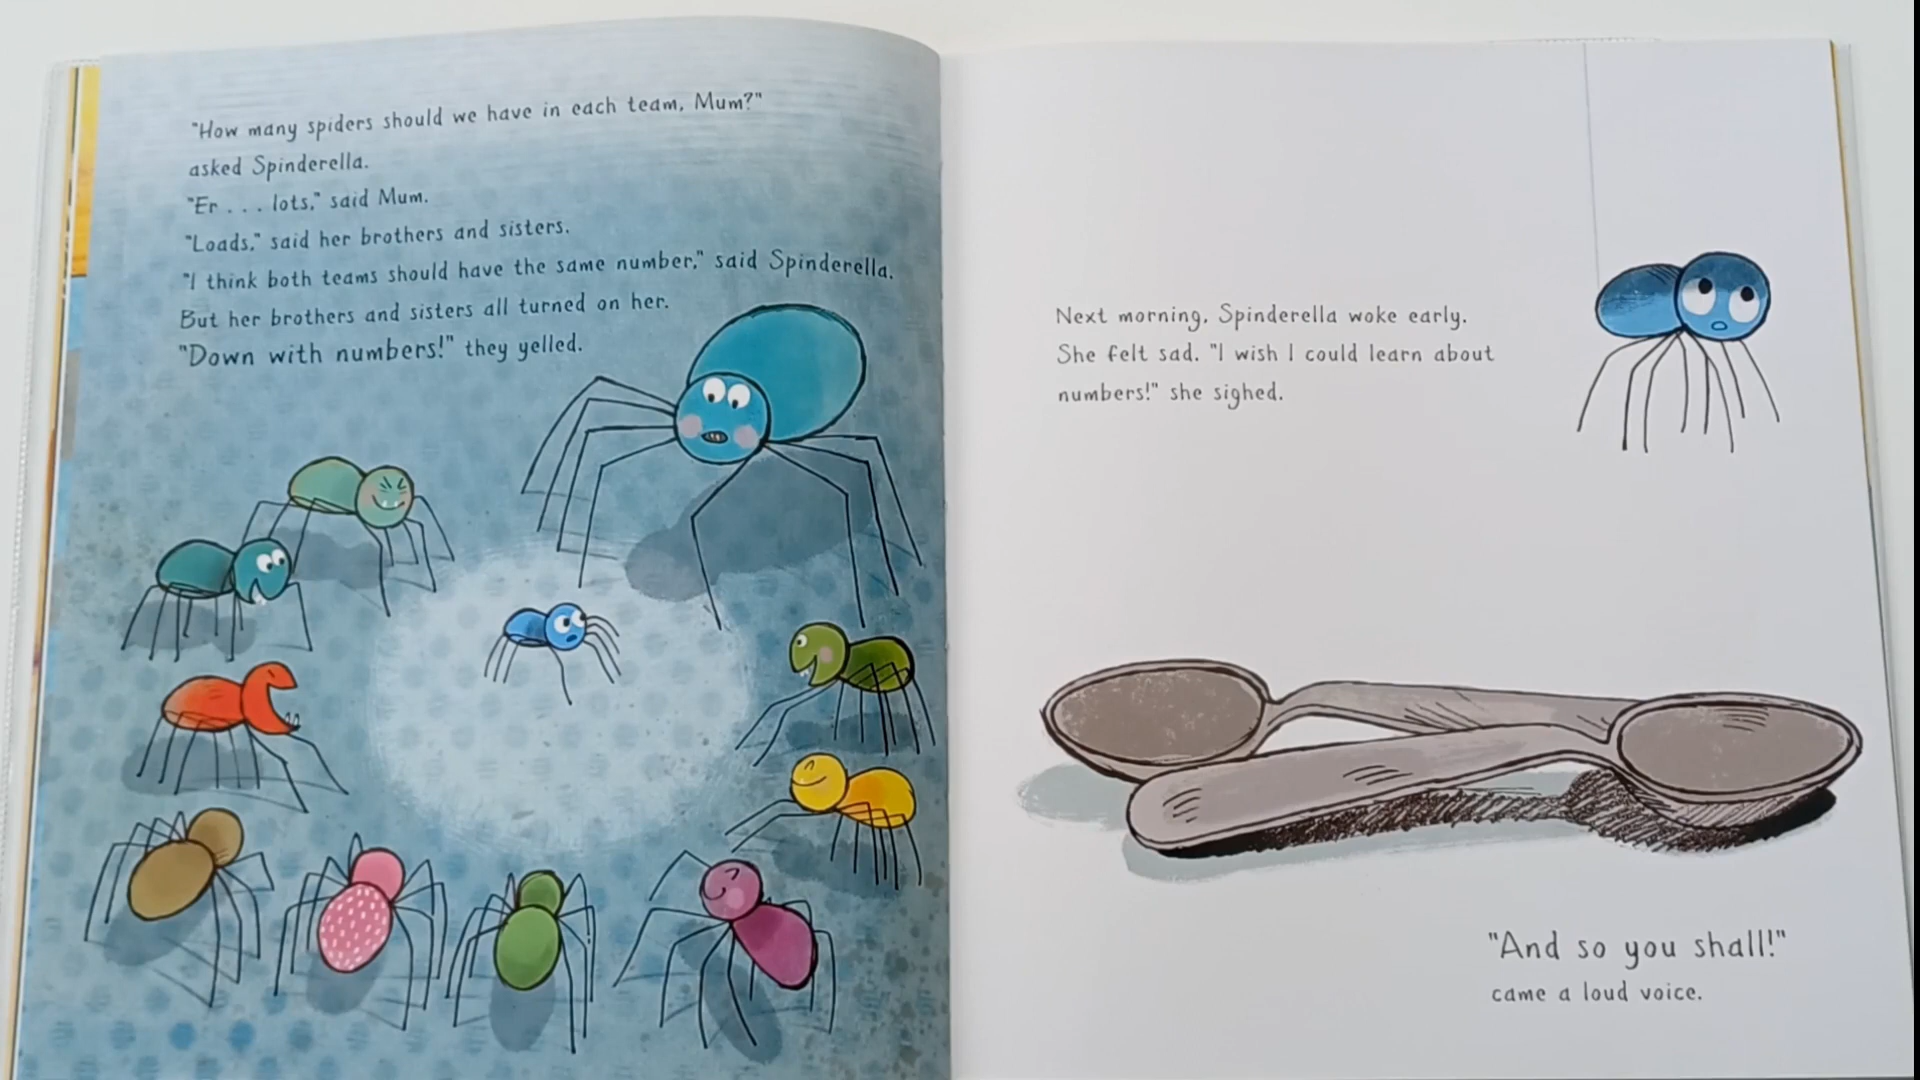 "How many spiders should we have in each team, Mum?"
asked Spinderella.
"Er . . . lots," said Mum.
"Loads," said her brothers and sisters.
"I think both teams should have the same number," said Spinderella.
But her brothers and sisters all turned on her.
"Down with numbers!" they yelled.
Next morning, Spinderella woke early.
She felt sad. "I wish I could learn about
numbers!" she sighed.
"And so you shall!"
came a loud voice.